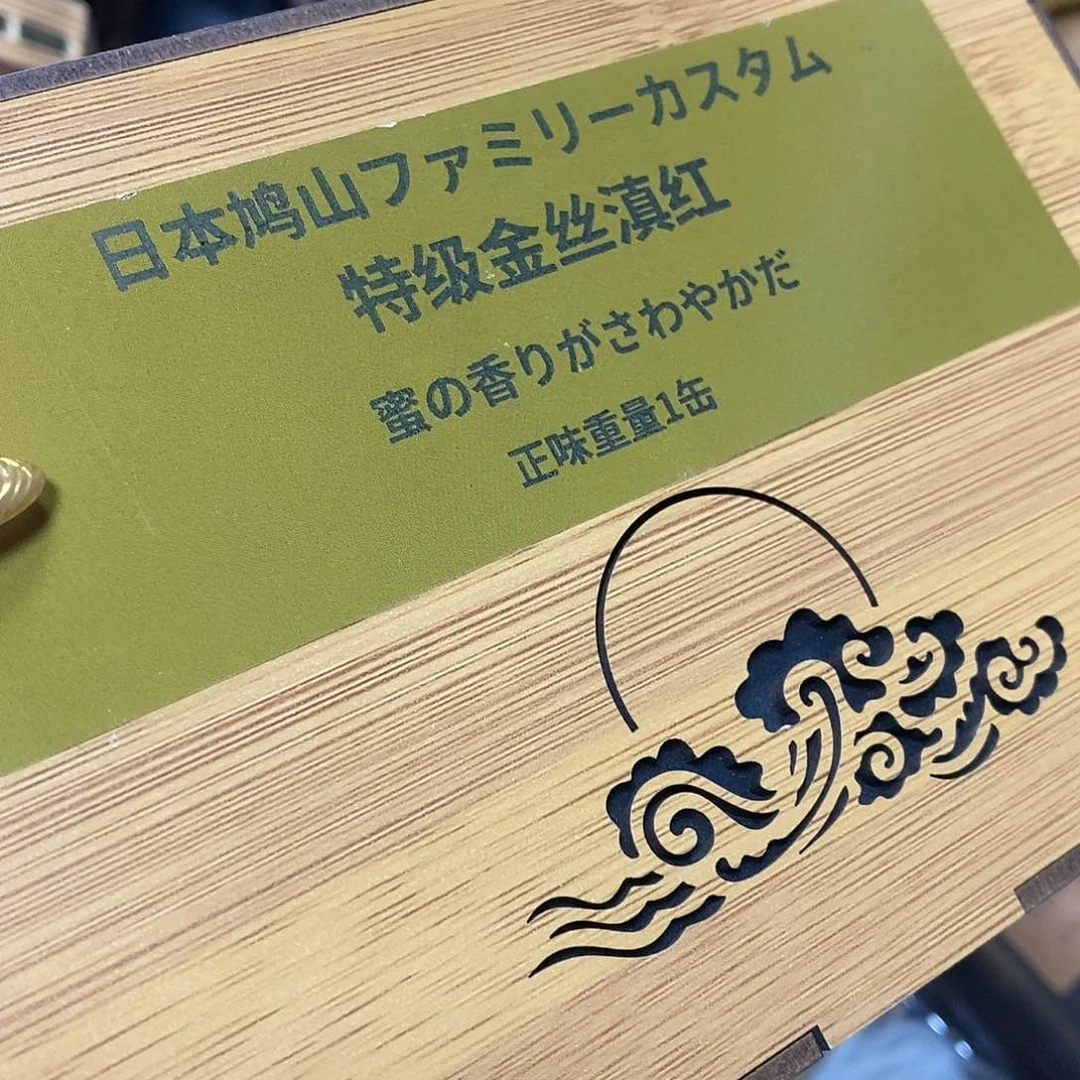 日本鸠山ファミリーカスタム
特级金丝滇红
蜜の香りがさわやかだ
正味重量1缶